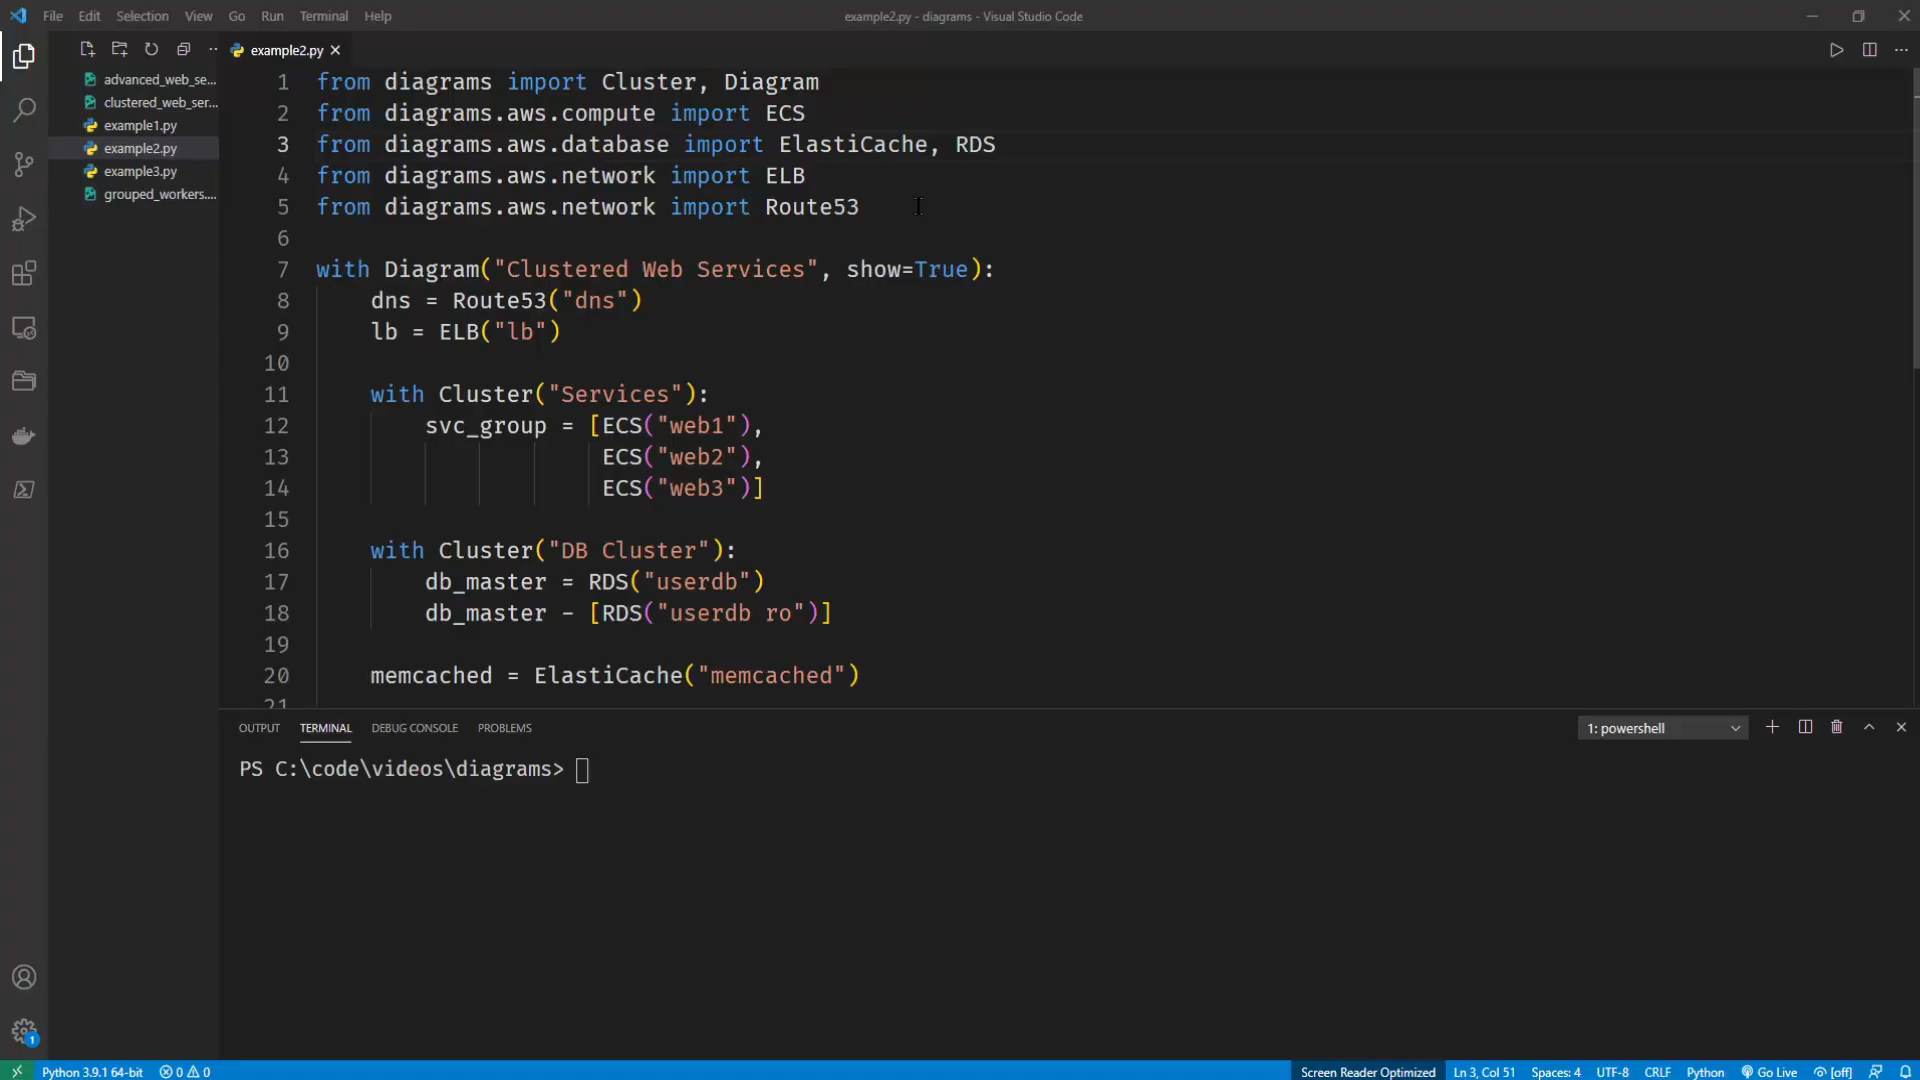 File Edit Selection View Go Run Terminal Help
example2.py - diagrams - Visual Studio Code
advanced_web_se...
clustered_web_ser...
example1.py
example2.py
example3.py
grouped_workers....
example2.py
1 from diagrams import Cluster, Diagram
2 from diagrams.aws.compute import ECS
3 from diagrams.aws.database import ElastiCache, RDS
4 from diagrams.aws.network import ELB
5 from diagrams.aws.network import Route53
6
7 with Diagram("Clustered Web Services", show=True):
8     dns = Route53("dns")
9     lb = ELB("lb")
10
11     with Cluster("Services"):
12         svc_group = [ECS("web1"),
13                      ECS("web2"),
14                      ECS("web3")]
15
16     with Cluster("DB Cluster"):
17         db_master = RDS("userdb")
18         db_master - [RDS("userdb ro")]
19
20     memcached = ElastiCache("memcached")
21
OUTPUT TERMINAL DEBUG CONSOLE PROBLEMS
1: powershell
PS C:\code\videos\diagrams>
1
Python 3.9.1 64-bit 0 0 Screen Reader Optimized Ln 3, Col 51 Spaces: 4 UTF-8 CRLF Python Go Live [off]